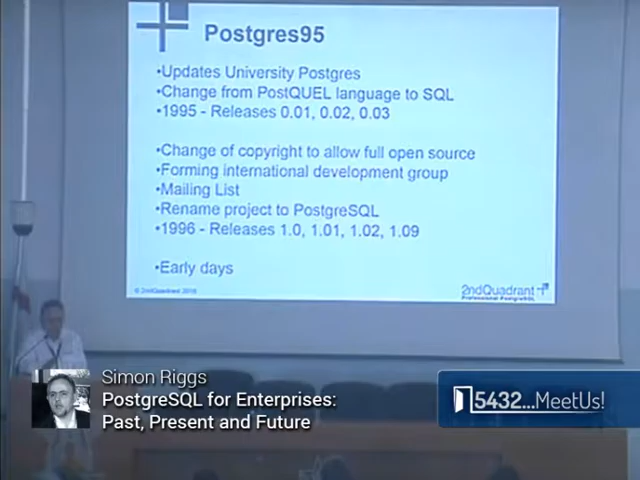 Postgres95
•Updates University Postgres
•Change from PostQUEL language to SQL
•1995 - Releases 0.01, 0.02, 0.03
•Change of copyright to allow full open source
•Forming international development group
•Mailing List
•Rename project to PostgreSQL
•1996 - Releases 1.0, 1.01, 1.02, 1.09
•Early days
2ndQuadrant
Professional PostgreSQL
Simon Riggs
PostgreSQL for Enterprises:
Past, Present and Future
5432...MeetUs!